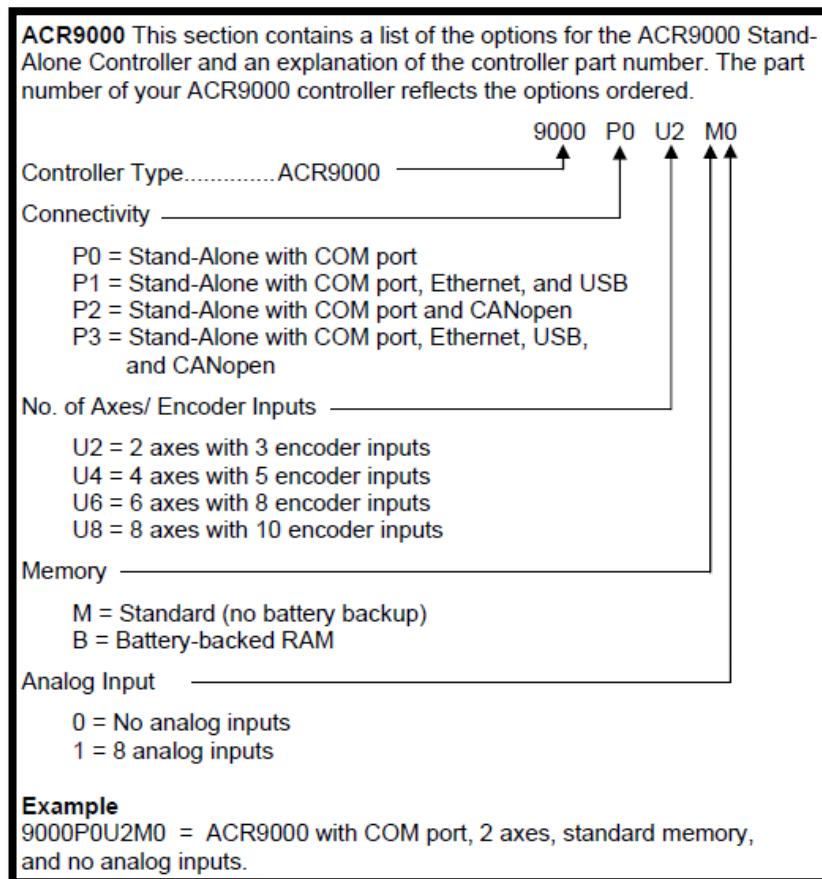 ACR9000 This section contains a list of the options for the ACR9000 Stand-
Alone Controller and an explanation of the controller part number. The part
number of your ACR9000 controller reflects the options ordered.
9000 P0 U2 M0
Controller Type..............ACR9000
Connectivity
P0 = Stand-Alone with COM port
P1 = Stand-Alone with COM port, Ethernet, and USB
P2 = Stand-Alone with COM port and CANopen
P3 = Stand-Alone with COM port, Ethernet, USB,
and CANopen
No. of Axes/ Encoder Inputs
U2 = 2 axes with 3 encoder inputs
U4 = 4 axes with 5 encoder inputs
U6 = 6 axes with 8 encoder inputs
U8 = 8 axes with 10 encoder inputs
Memory
M = Standard (no battery backup)
B = Battery-backed RAM
Analog Input
0 = No analog inputs
1 = 8 analog inputs
Example
9000P0U2M0 = ACR9000 with COM port, 2 axes, standard memory,
and no analog inputs.